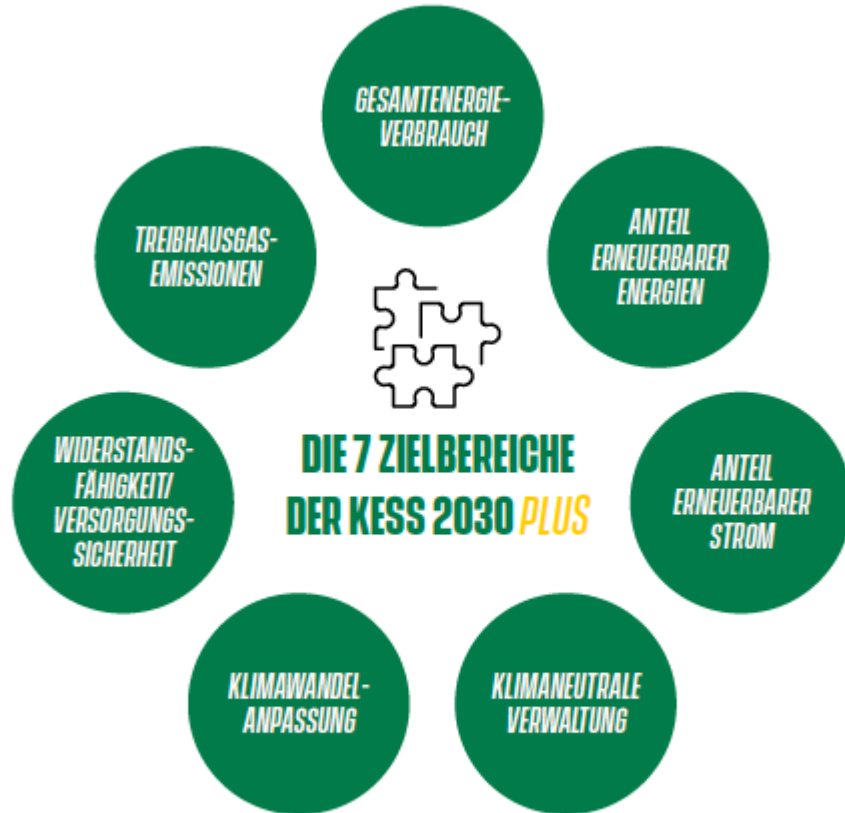 GESAMTENERGIE-
VERBRAUCH
ANTEIL
ERNEUERBARER
ENERGIEN
ANTEIL
ERNEUERBARER
STROM
KLIMANEUTRALE
VERWALTUNG
KLIMAWANDEL-
ANPASSUNG
WIDERSTANDS-
FÄHIGKEIT/
VERSORGUNGS-
SICHERHEIT
TREIBHAUSGAS-
EMISSIONEN
DIE 7 ZIELBEREICHE
DER KESS 2030 PLUS